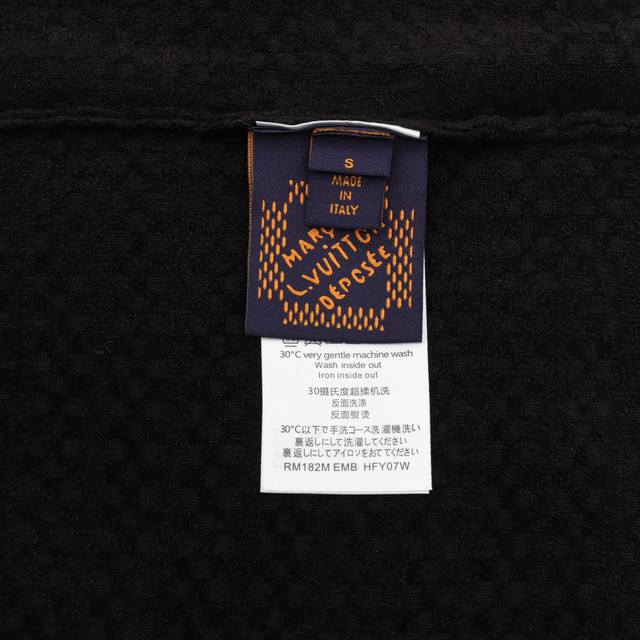 S
MADE IN
ITALY
L.VUITTON
DÉPOSÉE
30°C very gentle machine wash
Wash inside out
Iron inside out
30摄氏度超揉机洗
反面洗涤
反面熨烫
30℃以下で手洗コース洗濯機洗い
裏返しにして洗濯してください
裏返しにしてアイロンをおかけください
RM182M EMB HFY07W